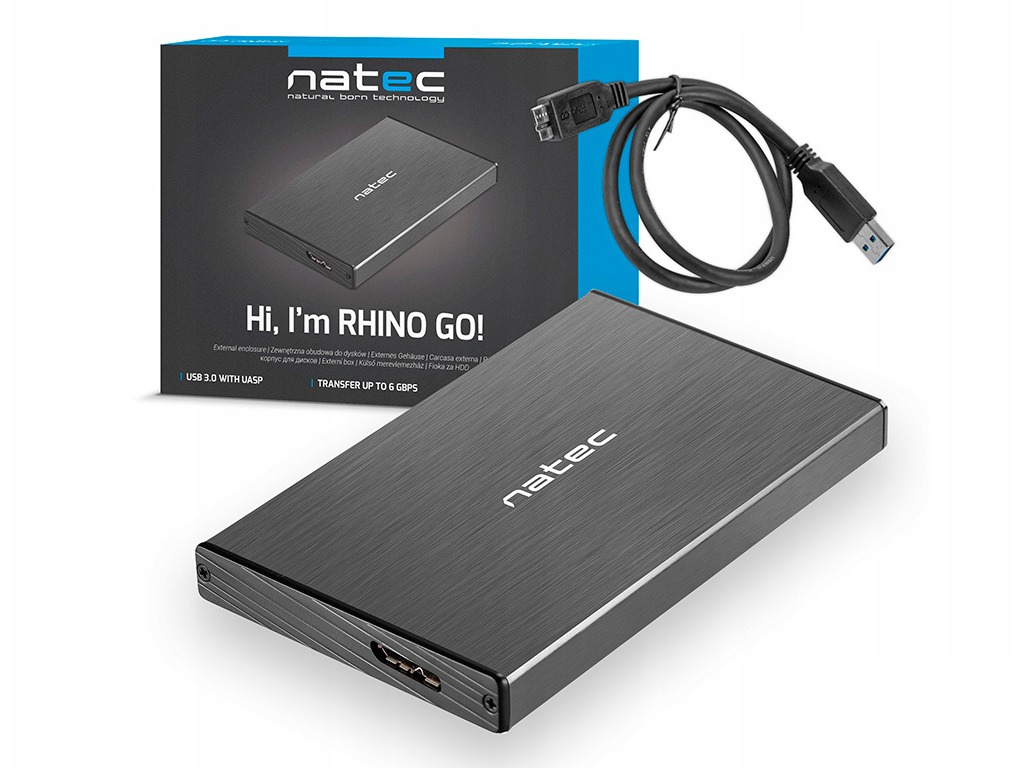 natec
natural born technology
natec
Hi, I'm RHINO GO!
External enclosure | Zewnętrzna obudowa do dysków | Externes Gehäuse | Carcasa externa |
корпус для дисков | Externí box | Külső merevlemezház | Fioka za HDD
USB 3.0 WITH UASP
TRANSFER UP TO 6 GBPS
natec